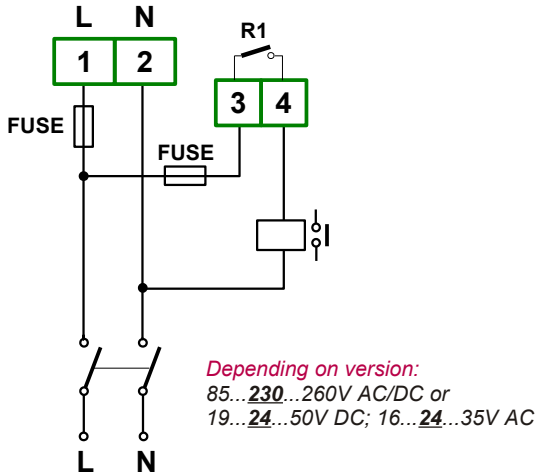 L N
R1
1 2
3 4
FUSE
FUSE
Depending on version:
85...230...260V AC/DC or
19...24...50V DC; 16...24...35V AC
L N